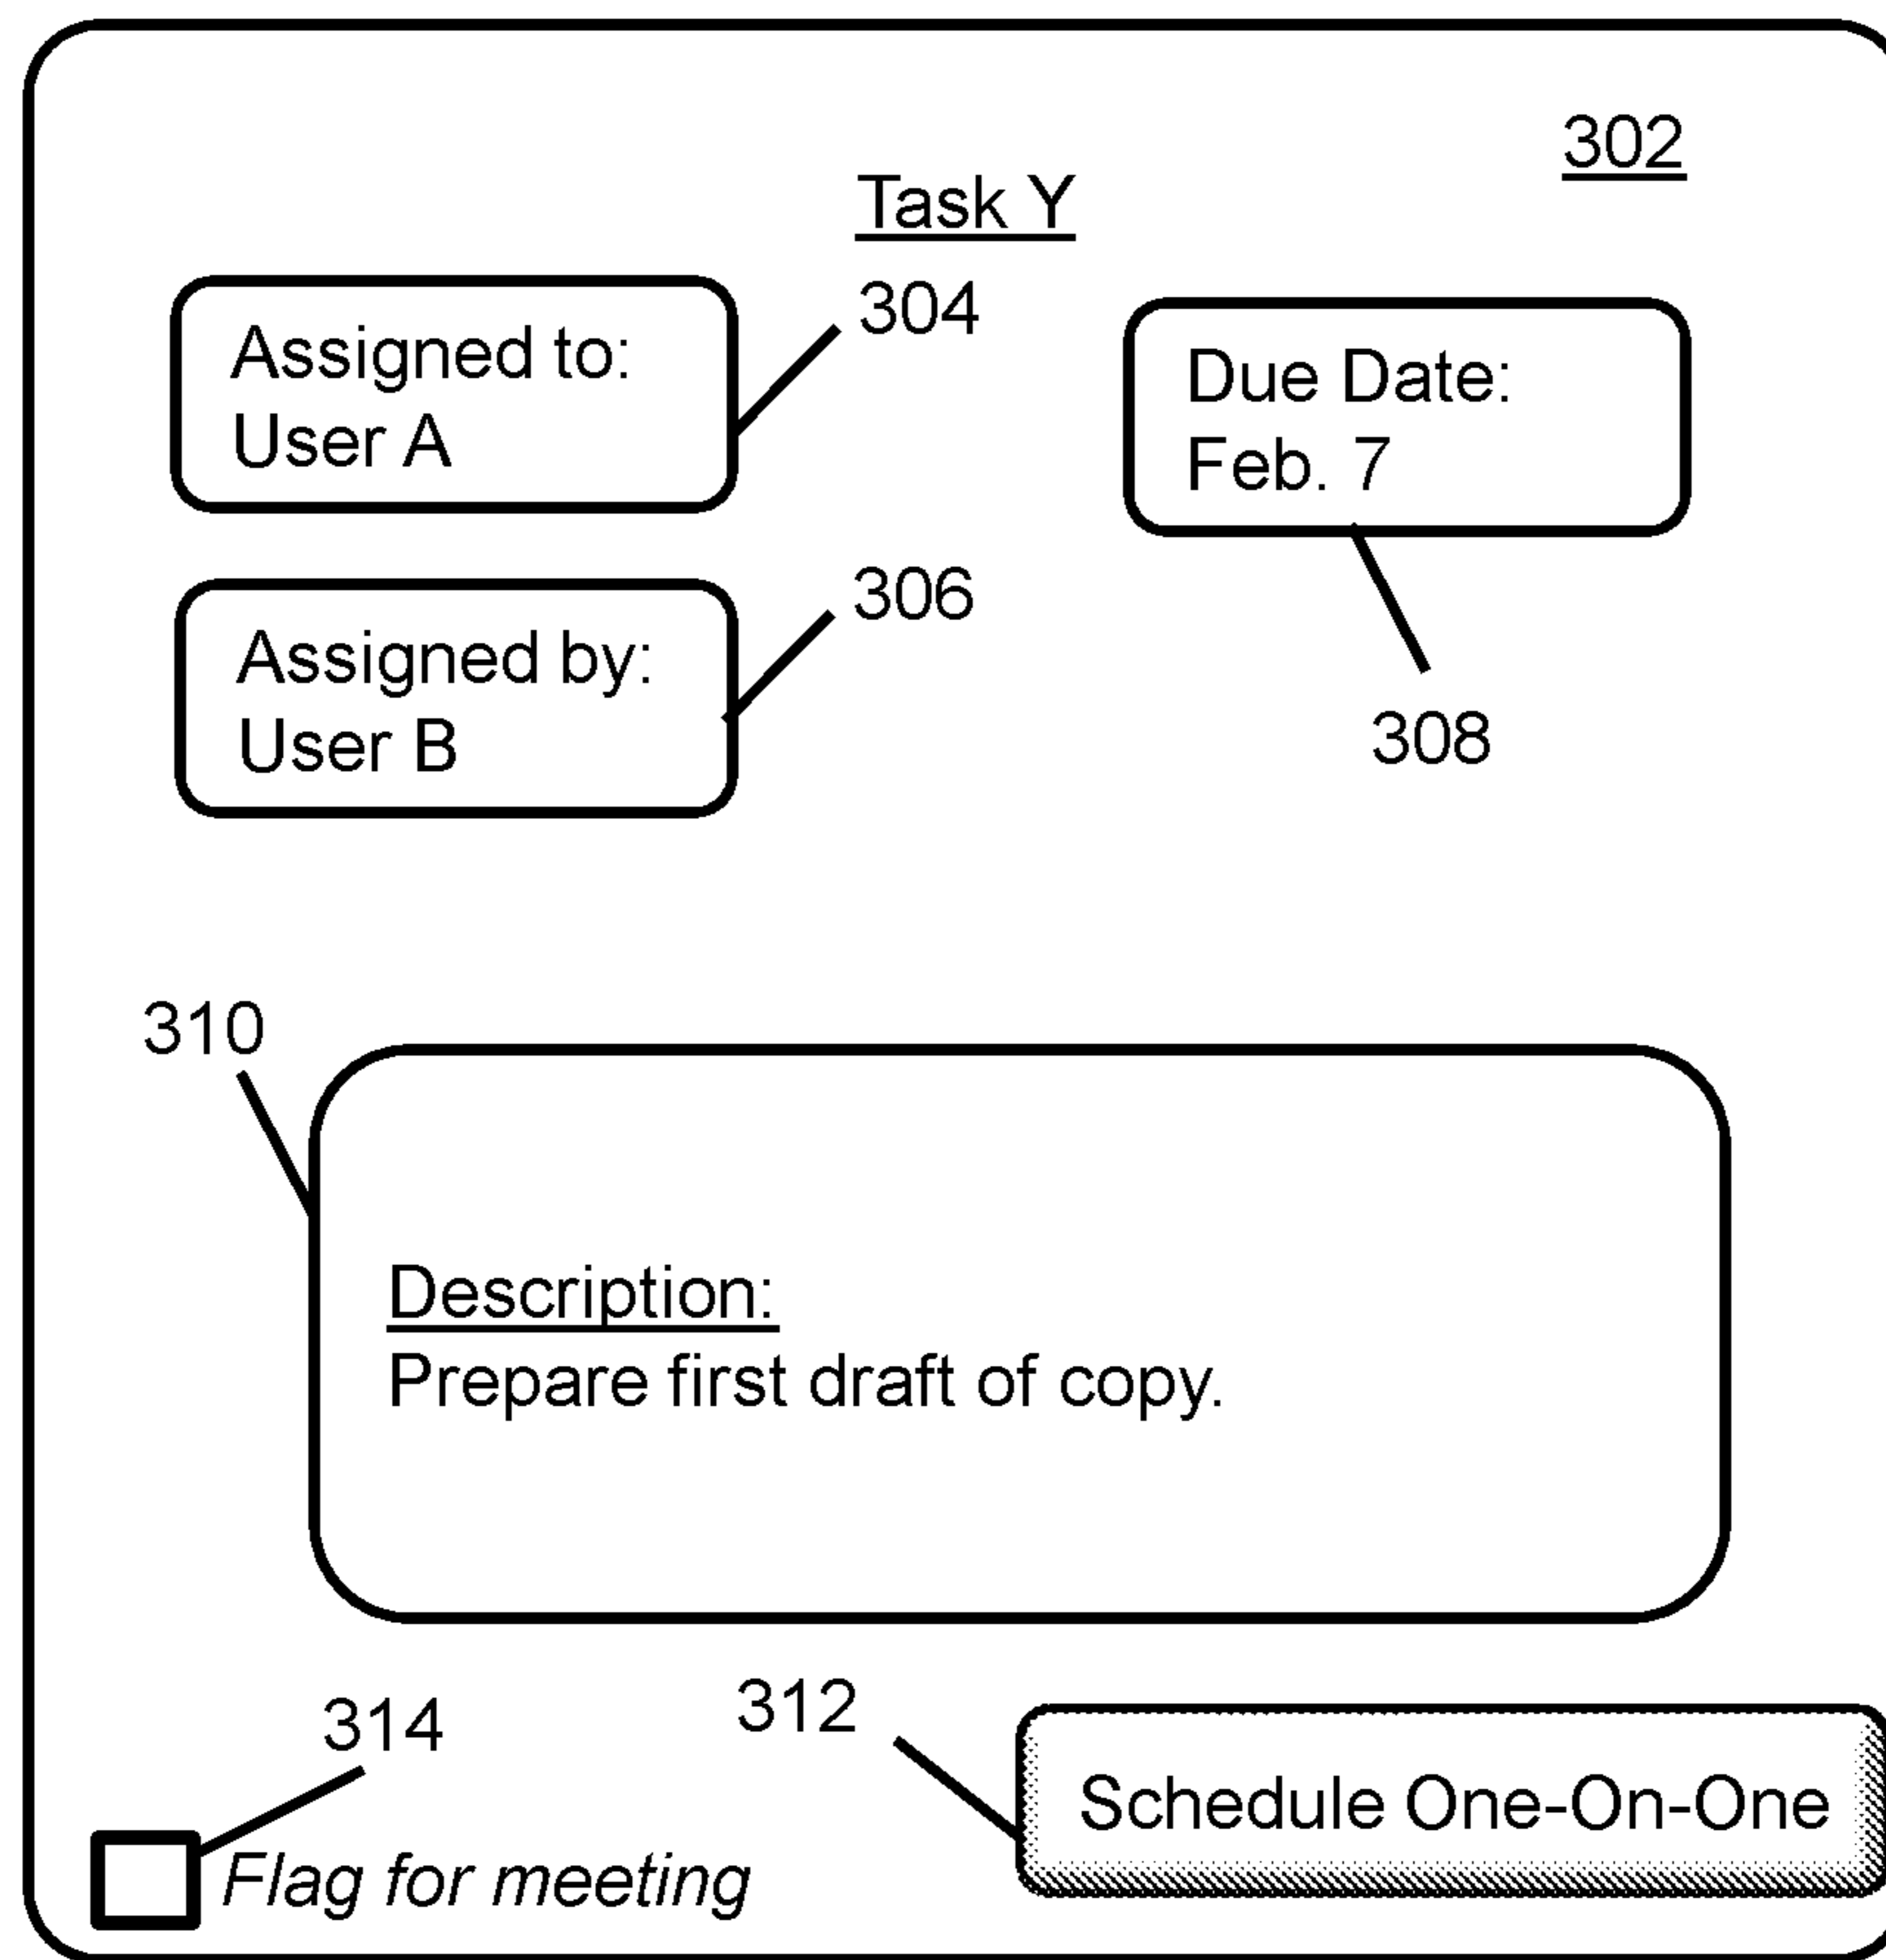 302
Task Y
304
Assigned to:
User A
Due Date:
Feb. 7
306
Assigned by:
User B
308
310
Description:
Prepare first draft of copy.
314
312
Schedule One-On-One
Flag for meeting